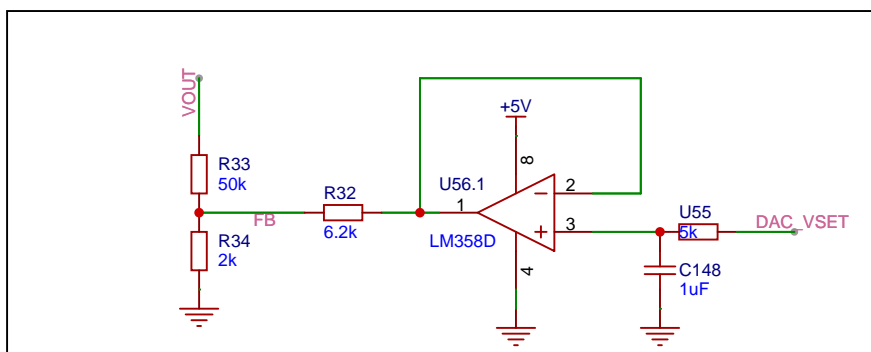 VOUT
+5V
8
R33
50k
R32
6.2k
FB
R34
2k
U56.1
1
2
3
4
LM358D
U55
5k
DAC_VSET
C148
1uF